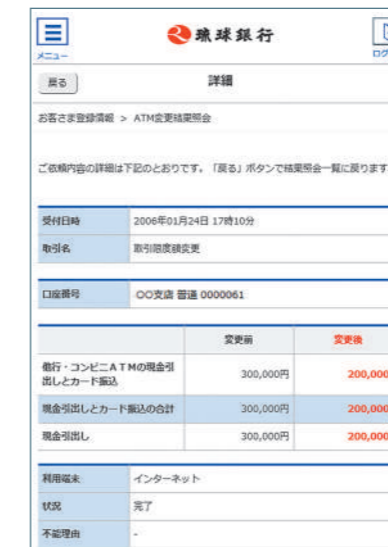 琉球銀行
メニュー
ログ
戻る
詳細
お客さま登録情報 > ATM変更結果照会
ご依頼内容の詳細は下記のとおりです。「戻る」ボタンで結果照会一覧に戻ります
受付日時 2006年01月24日 17時10分
取引名 取引限度額変更
口座番号 〇〇支店 普通 0000061
変更前 変更後
他行・コンビニATMの現金引 300,000円 200,000
出しとカード振込
現金引出しとカード振込の合計 300,000円 200,000
現金引出し 300,000円 200,000
利用端末 インターネット
状況 完了
不能理由 -